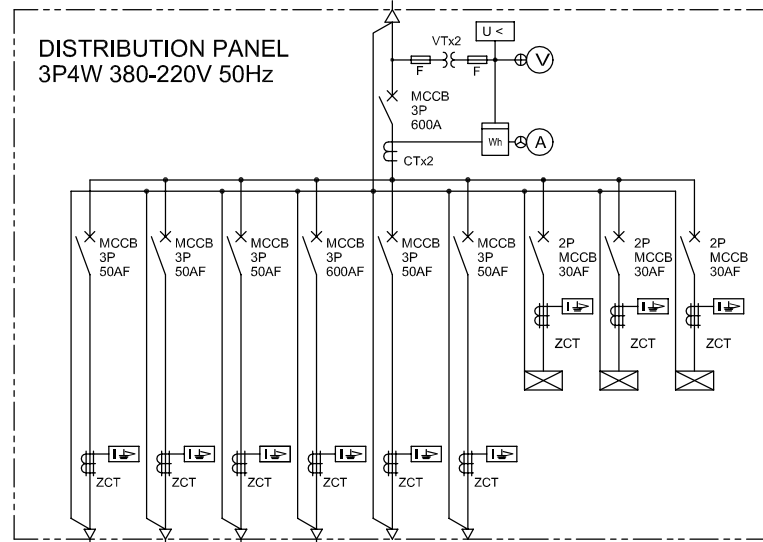 DISTRIBUTION PANEL
3P4W 380-220V 50Hz
U <
VTx2
F
F
V
MCCB
3P
600A
Wh
A
CTx2
MCCB
3P
50AF
MCCB
3P
50AF
MCCB
3P
50AF
MCCB
3P
600AF
MCCB
3P
50AF
MCCB
3P
50AF
2P
MCCB
30AF
2P
MCCB
30AF
2P
MCCB
30AF
I
I
I
ZCT
ZCT
ZCT
I
I
I
I
I
I
ZCT
ZCT
ZCT
ZCT
ZCT
ZCT